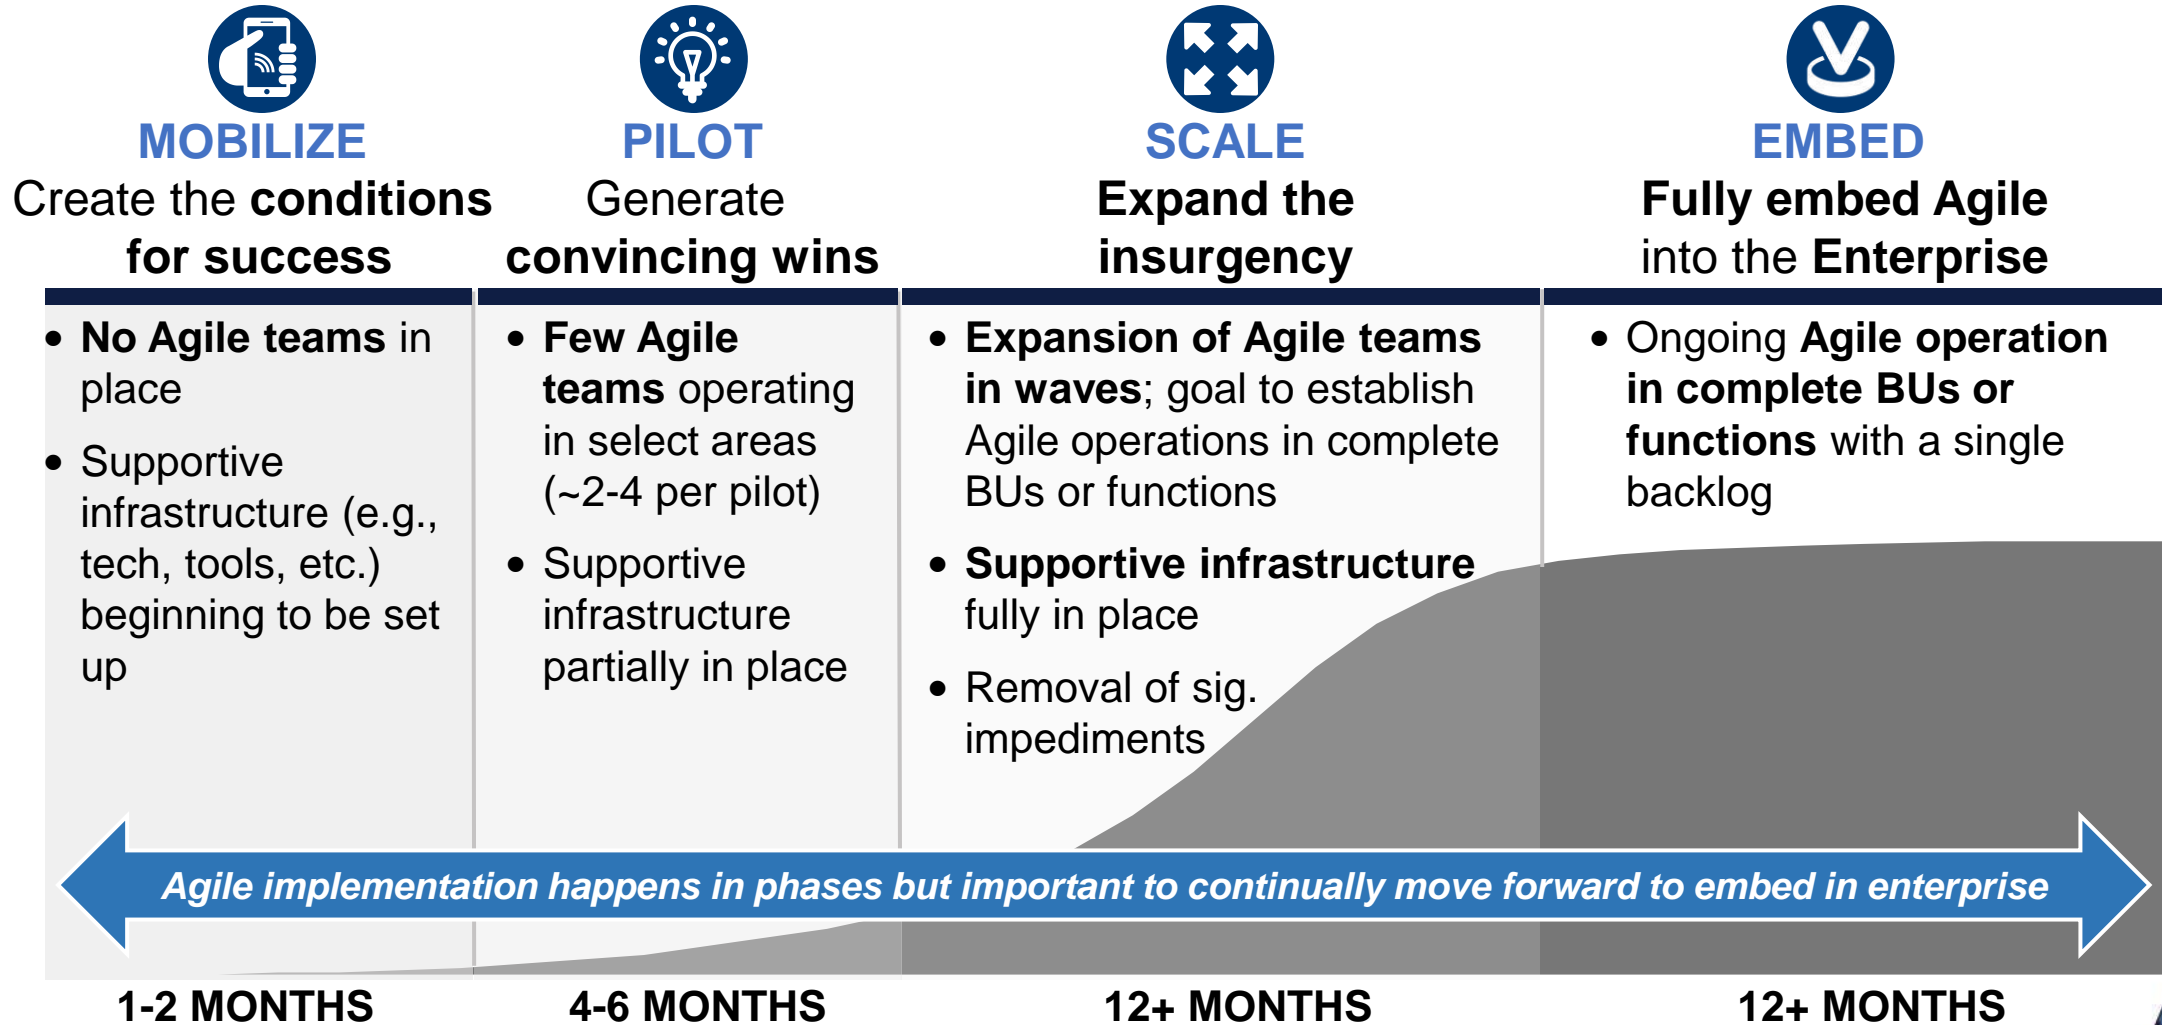 MOBILIZE
Create the conditions
for success
• No Agile teams in
place
• Supportive
infrastructure (e.g.,
tech, tools, etc.)
beginning to be set
up
1-2 MONTHS
PILOT
Generate
convincing wins
• Few Agile
teams operating
in select areas
(~2-4 per pilot)
• Supportive
infrastructure
partially in place
4-6 MONTHS
SCALE
Expand the
insurgency
• Expansion of Agile teams
in waves; goal to establish
Agile operations in complete
BUs or functions
• Supportive infrastructure
fully in place
• Removal of sig.
impediments
12+ MONTHS
EMBED
Fully embed Agile
into the Enterprise
• Ongoing Agile operation
in complete BUs or
functions with a single
backlog
12+ MONTHS
Agile implementation happens in phases but important to continually move forward to embed in enterprise